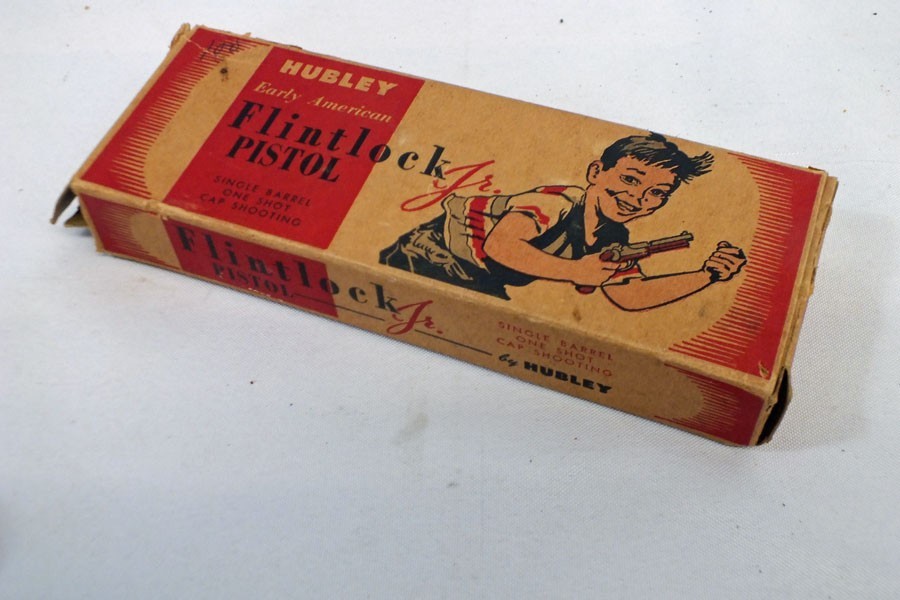 HUBLEY
Early American
Flintlock Jr.
PISTOL
SINGLE BARREL
ONE SHOT
CAP SHOOTING
Flintlock Jr.
PISTOL
SINGLE BARREL
ONE SHOT
CAP SHOOTING
by HUBLEY